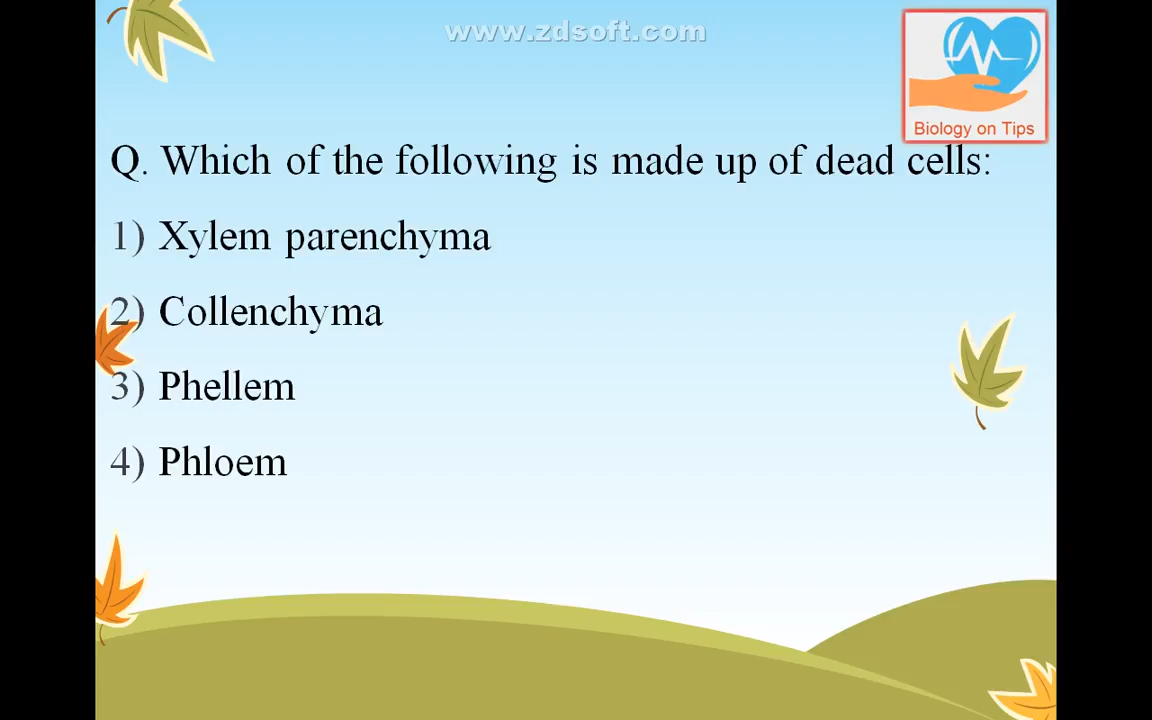 www.zdsoft.com
Biology on Tips
Q. Which of the following is made up of dead cells:
1) Xylem parenchyma
2) Collenchyma
3) Phellem
4) Phloem